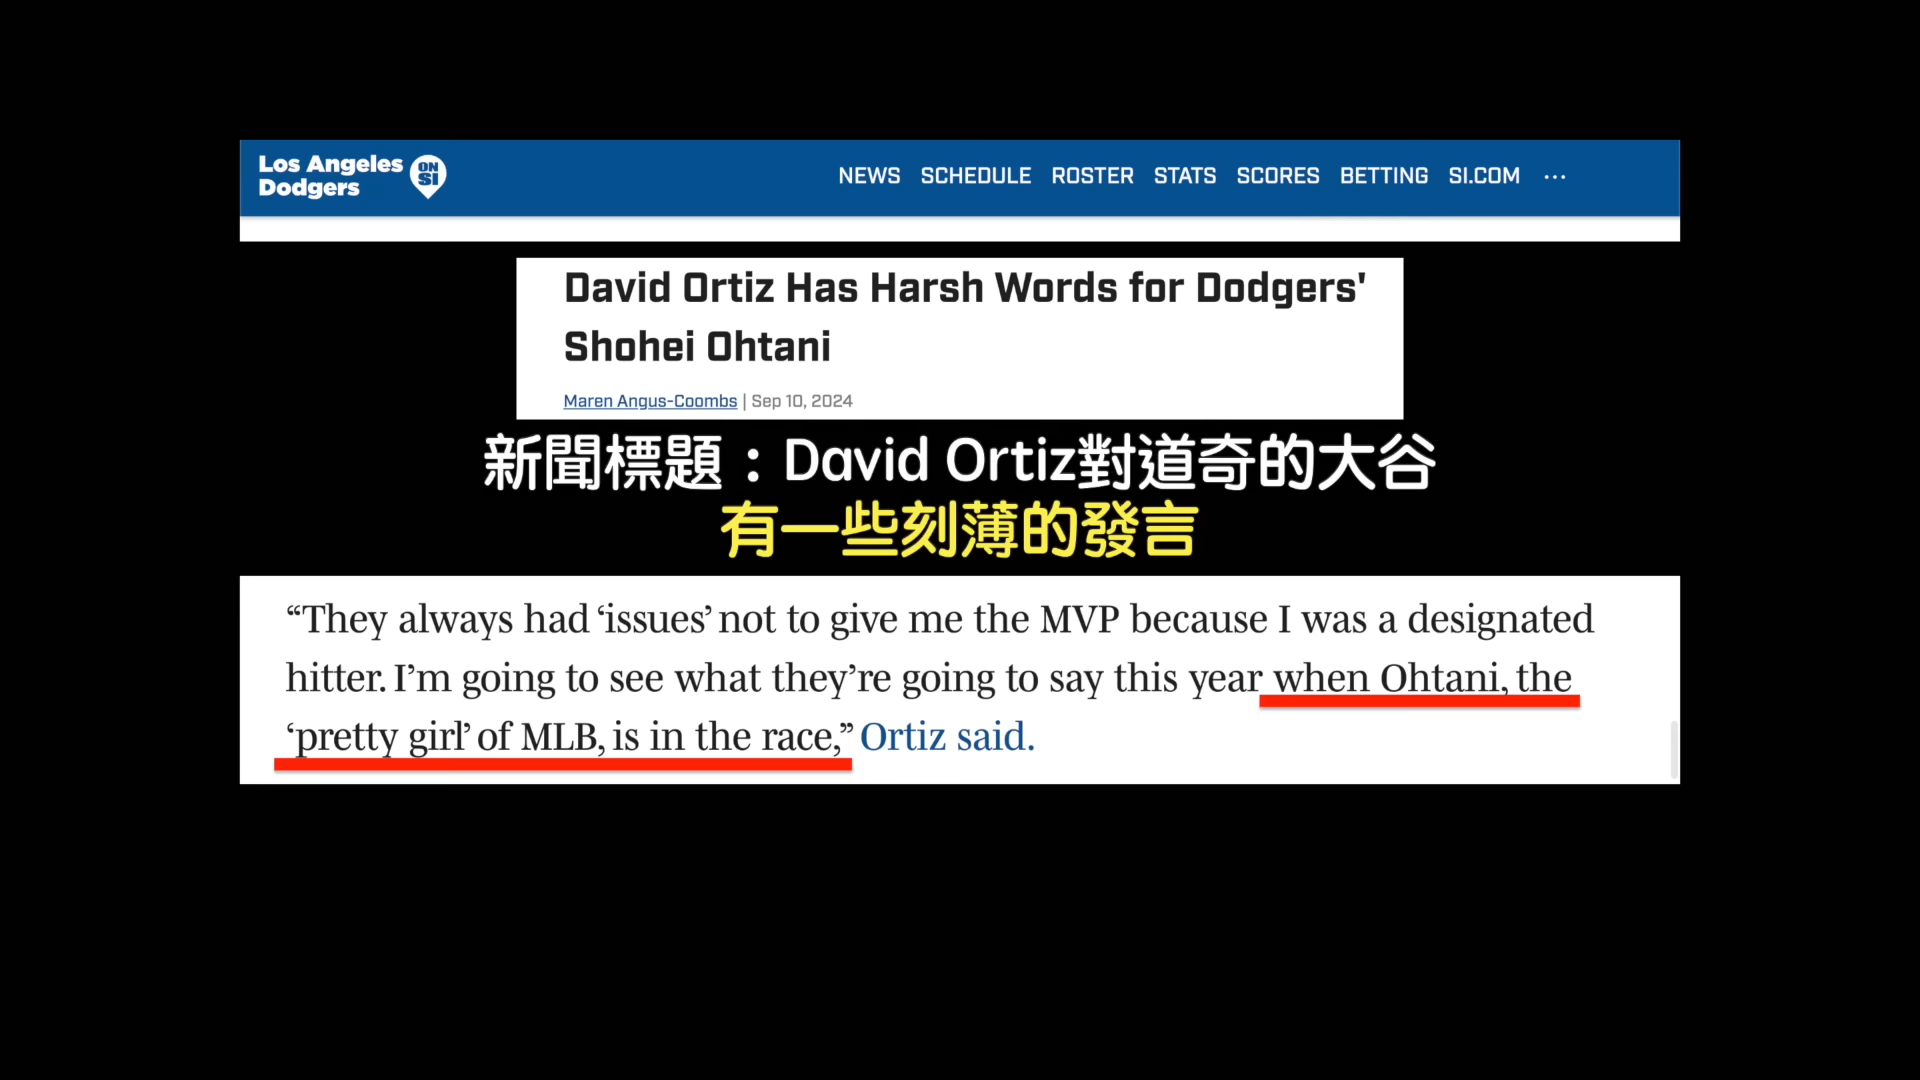 Los Angeles
Dodgers
ON
SI
NEWS SCHEDULE ROSTER STATS SCORES BETTING SI.COM ...
David Ortiz Has Harsh Words for Dodgers'
Shohei Ohtani
Maren Angus-Coombs | Sep 10, 2024
新聞標題：David Ortiz對道奇的大谷
有一些刻薄的發言
“They always had ‘issues’ not to give me the MVP because I was a designated
hitter. I’m going to see what they’re going to say this year when Ohtani, the
‘pretty girl’ of MLB, is in the race,” Ortiz said.